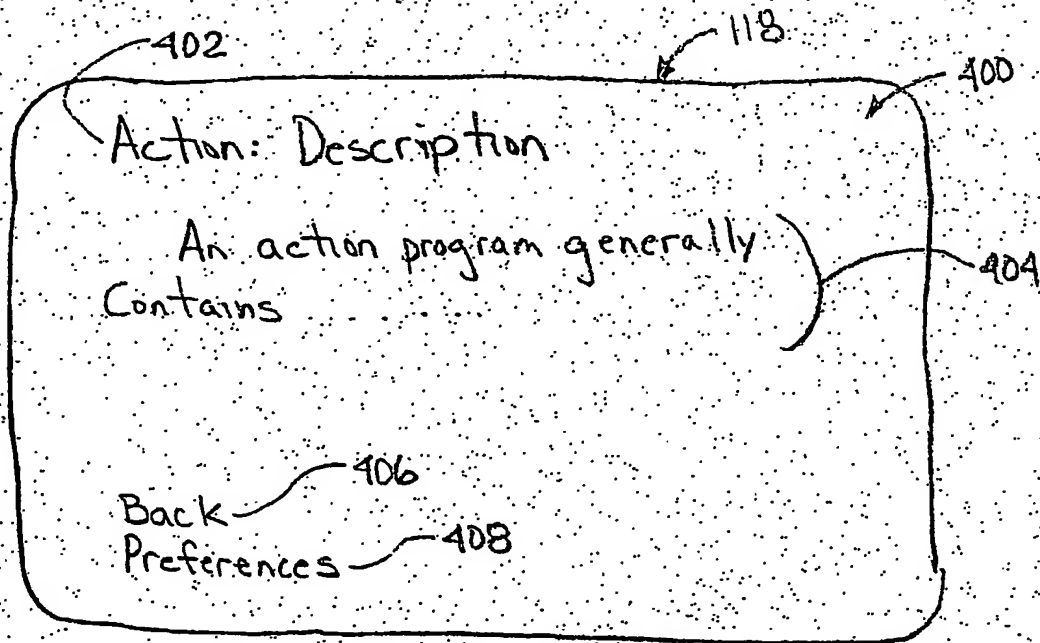 402
118
400
Action: Description
An action program generally
Contains . . . . . . .
404
406
Back
408
Preferences